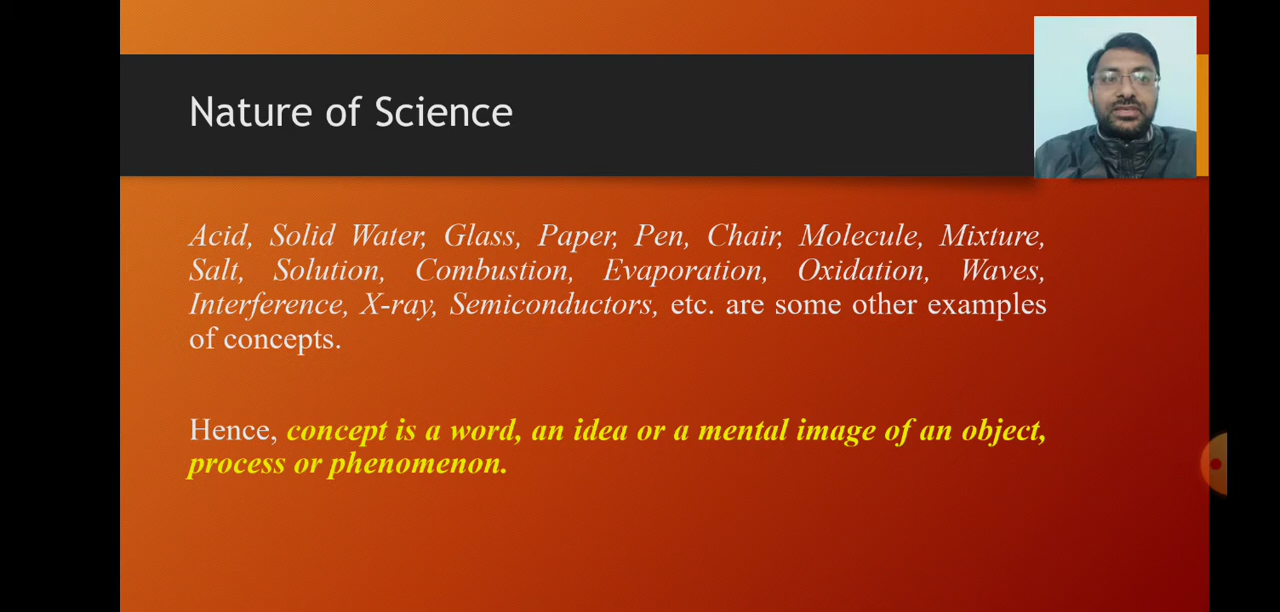 Nature of Science
Acid, Solid Water, Glass, Paper, Pen, Chair, Molecule, Mixture,
Salt, Solution, Combustion, Evaporation, Oxidation, Waves,
Interference, X-ray, Semiconductors, etc. are some other examples
of concepts.
Hence, concept is a word, an idea or a mental image of an object,
process or phenomenon.